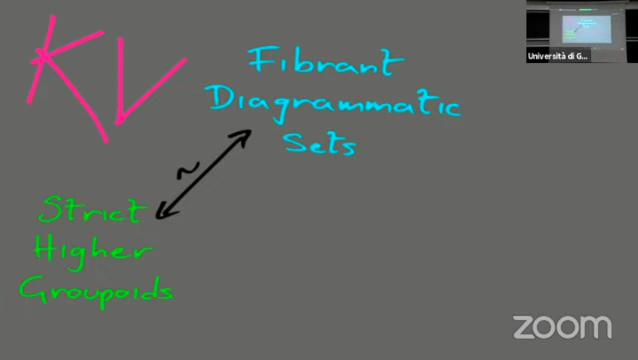 KV
Fibrant
Diagrammatic
Sets
~
Strict
Higher
Groupoids
Università di G...
zoom